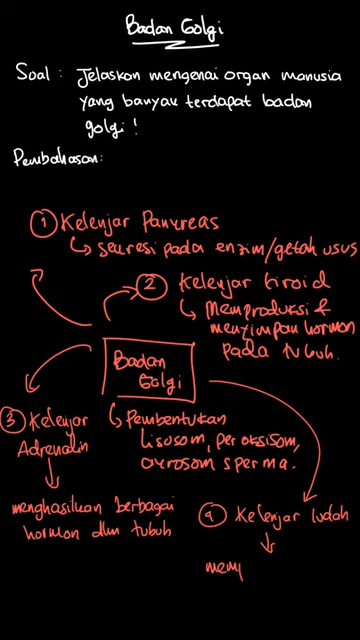 Badan Golgi
Soal : Jelaskan mengenai organ manusia
yang banyak terdapat badan
golgi !
Pembahasan:
1 Kelenjar Pancreas
↳ sekresi pada enzim/getah usus
2 Kelenjar tiroid
↳ Memproduksi &
menyimpan hormon
pada tubuh.
Badan
Golgi
↳ Pembentukan
lisosom, peroksisom,
akrosom sperma.
3 Kelenjar
Adrenalin
menghasilkan berbagai
hormon dlm tubuh
4 Kelenjar ludah
meny